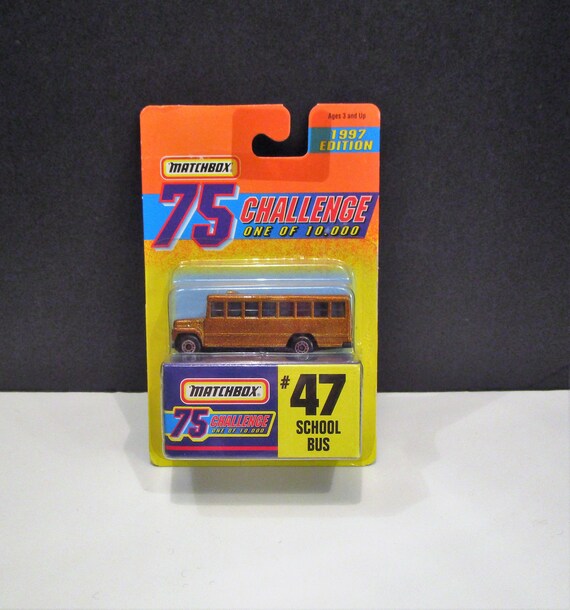 Ages 3 and Up
1997
EDITION
MATCHBOX
75 CHALLENGE
ONE OF 10,000
MATCHBOX
75 CHALLENGE
ONE OF 10,000
#47
SCHOOL
BUS